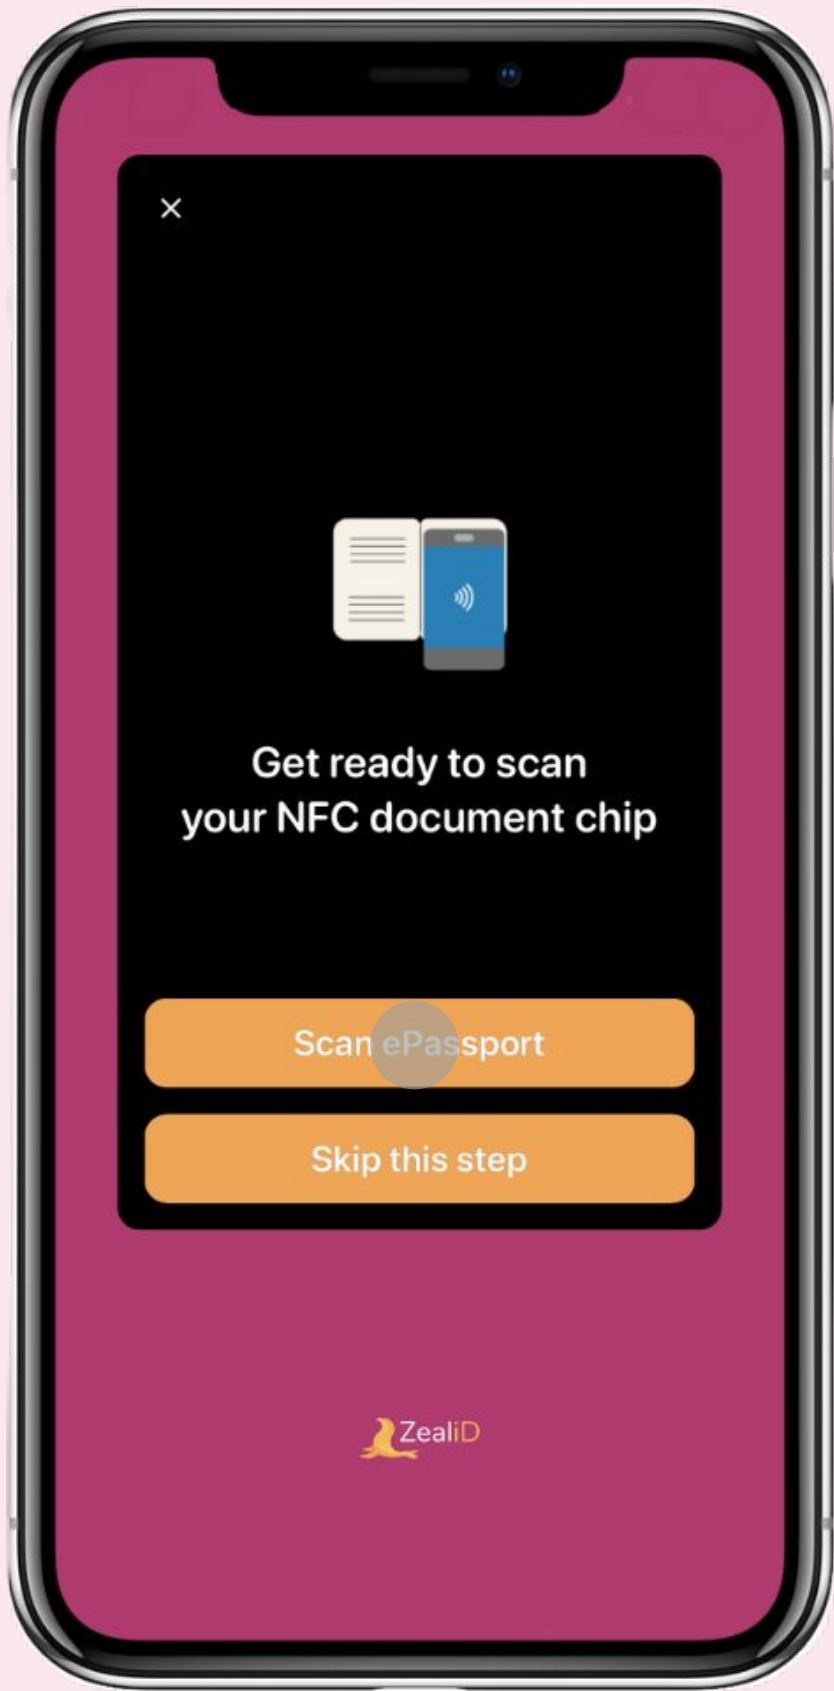 Get ready to scan
your NFC document chip
Scan ePassport
Skip this step
ZealiD